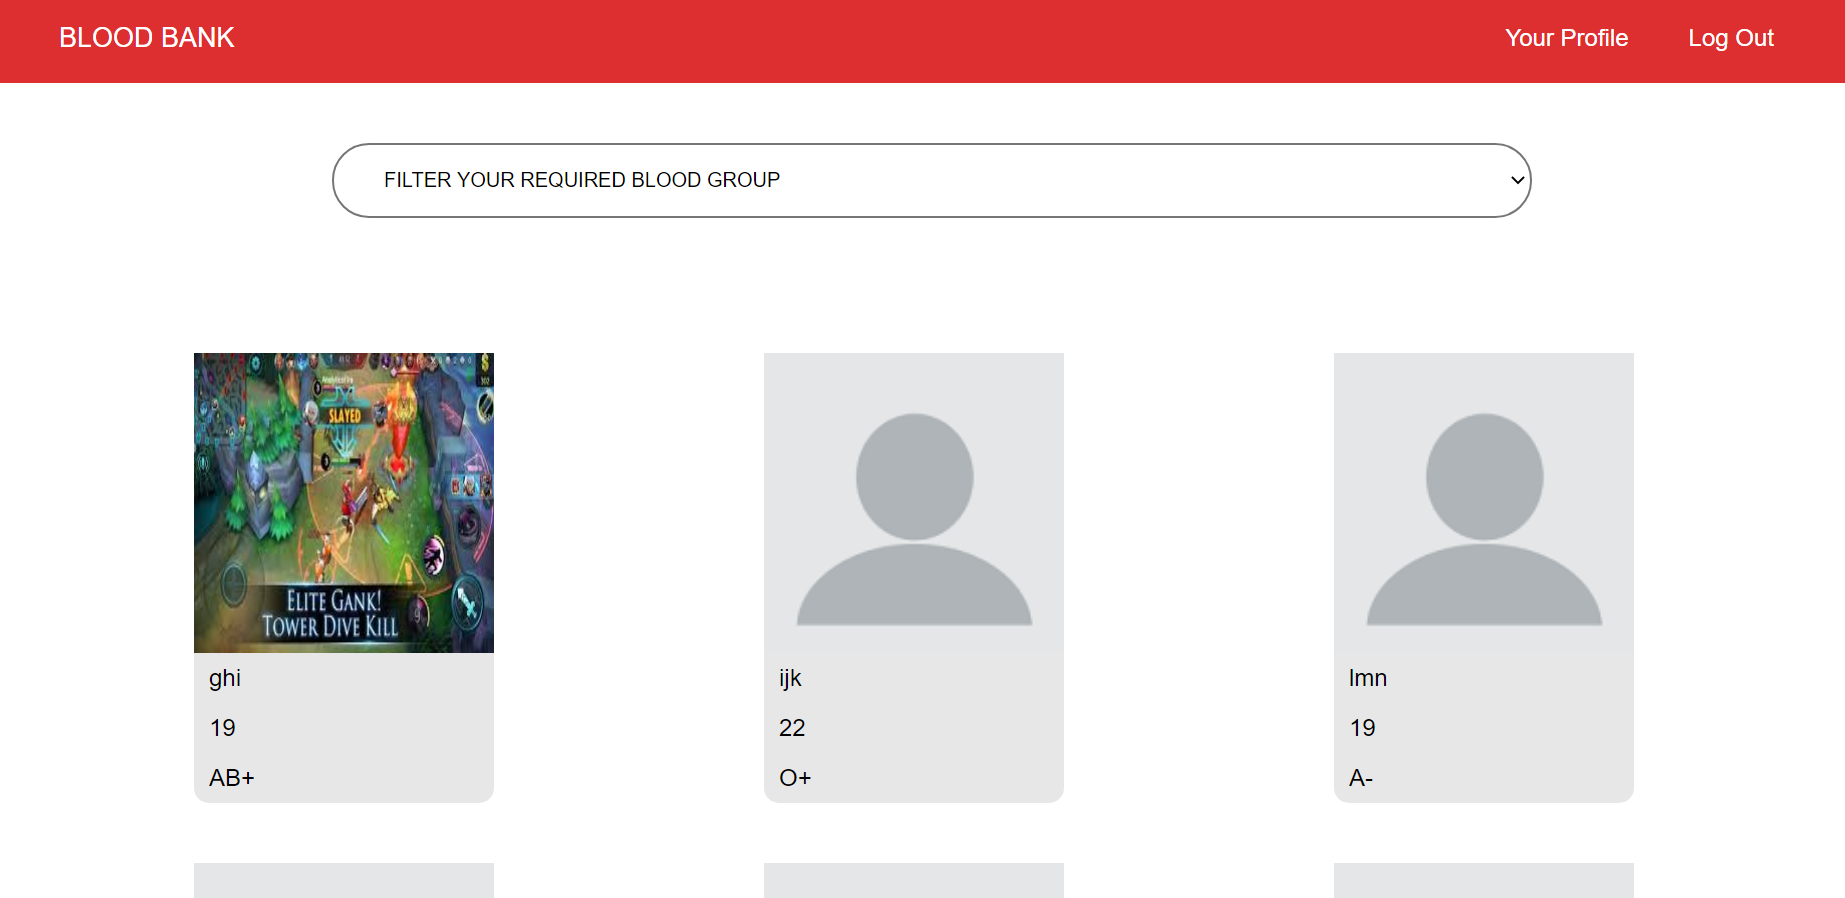 BLOOD BANK
Your Profile
Log Out
FILTER YOUR REQUIRED BLOOD GROUP
SLAYED
ELITE GANK!
TOWER DIVE KILL
ghi
19
AB+
ijk
22
O+
lmn
19
A-